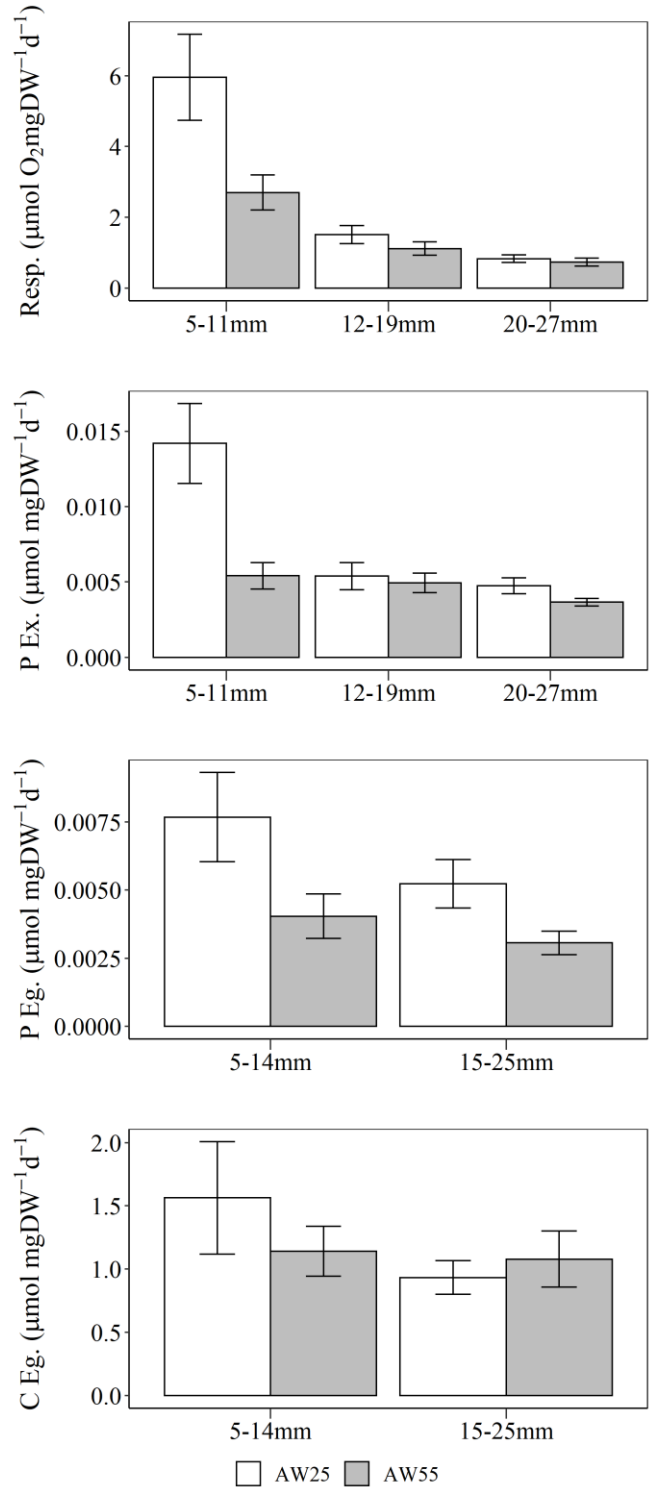 Resp. (μmol O₂mgDW⁻¹d⁻¹)
6
4
2
0
5-11mm 12-19mm 20-27mm
P Ex. (μmol mgDW⁻¹d⁻¹)
0.015
0.010
0.005
0.000
5-11mm 12-19mm 20-27mm
P Eg. (μmol mgDW⁻¹d⁻¹)
0.0075
0.0050
0.0025
0.0000
5-14mm 15-25mm
C Eg. (μmol mgDW⁻¹d⁻¹)
2.0
1.5
1.0
0.5
0.0
5-14mm 15-25mm
AW25 AW55